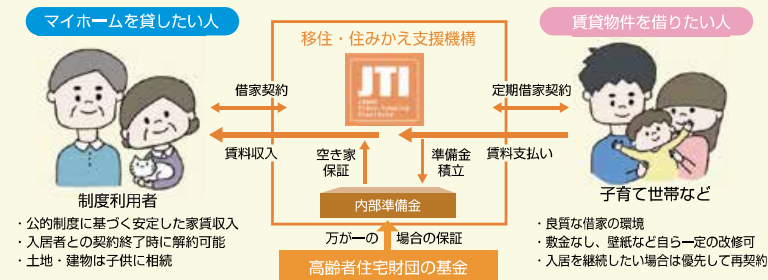 マイホームを貸したい人
賃貸物件を借りたい人
移住・住みかえ支援機構
JTI
借家契約
定期借家契約
賃料収入
空き家
保証
準備金
積立
賃料支払い
内部準備金
制度利用者
子育て世帯など
・公的制度に基づく安定した家賃収入
・入居者との契約終了時に解約可能
・土地・建物は子供に相続
万が一の 場合の保証
高齢者住宅財団の基金
・良質な借家の環境
・敷金なし、壁紙など自ら一定の改修可
・入居を継続したい場合は優先して再契約